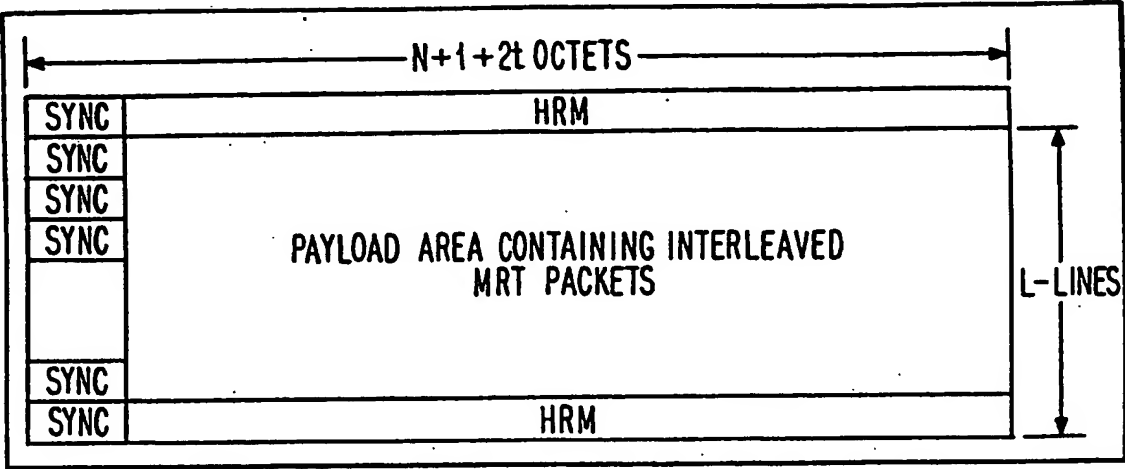 N+1+2t OCTETS
SYNC HRM
SYNC
SYNC
SYNC
PAYLOAD AREA CONTAINING INTERLEAVED
MRT PACKETS
L-LINES
SYNC
SYNC HRM